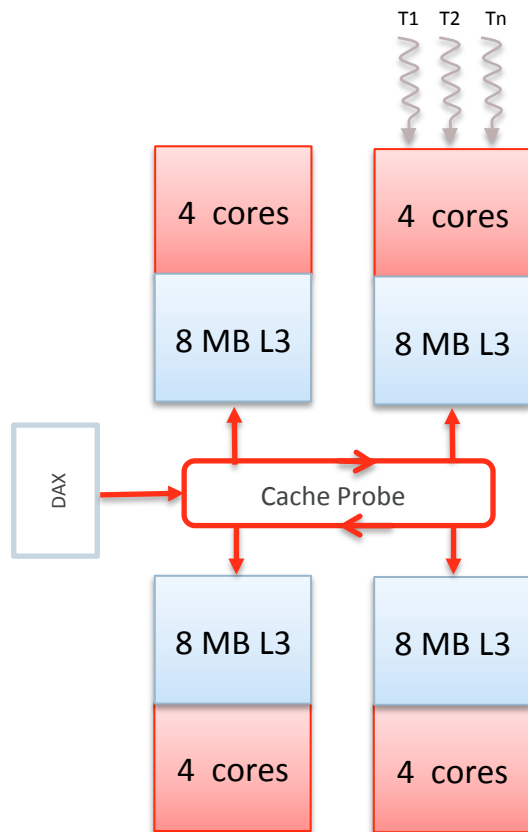 T1 T2 Tn
4 cores 4 cores
8 MB L3 8 MB L3
DAX
Cache Probe
8 MB L3 8 MB L3
4 cores 4 cores